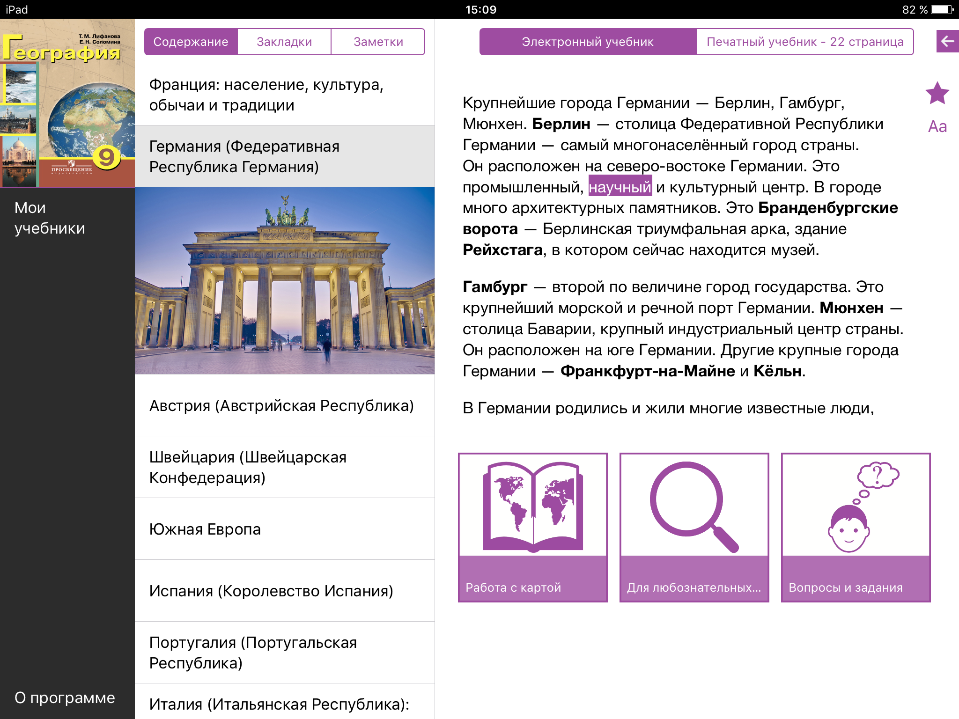 iPad
15:09
82 %
Т. М. Лифанова
Е. Н. Соломина
География
9
ПРОСВЕЩЕНИЕ
ИЗДАТЕЛЬСТВО
Мои
учебники
О программе
Содержание
Закладки
Заметки
Франция: население, культура,
обычаи и традиции
Германия (Федеративная
Республика Германия)
Австрия (Австрийская Республика)
Швейцария (Швейцарская
Конфедерация)
Южная Европа
Испания (Королевство Испания)
Португалия (Португальская
Республика)
Италия (Итальянская Республика):
Электронный учебник
Печатный учебник - 22 страница
Aa
Крупнейшие города Германии — Берлин, Гамбург,
Мюнхен. Берлин — столица Федеративной Республики
Германии — самый многонаселённый город страны.
Он расположен на северо-востоке Германии. Это
промышленный, научный и культурный центр. В городе
много архитектурных памятников. Это Бранденбургские
ворота — Берлинская триумфальная арка, здание
Рейхстага, в котором сейчас находится музей.
Гамбург — второй по величине город государства. Это
крупнейший морской и речной порт Германии. Мюнхен —
столица Баварии, крупный индустриальный центр страны.
Он расположен на юге Германии. Другие крупные города
Германии — Франкфурт-на-Майне и Кёльн.
В Германии родились и жили многие известные люди,
?
Работа с картой
Для любознательных...
Вопросы и задания